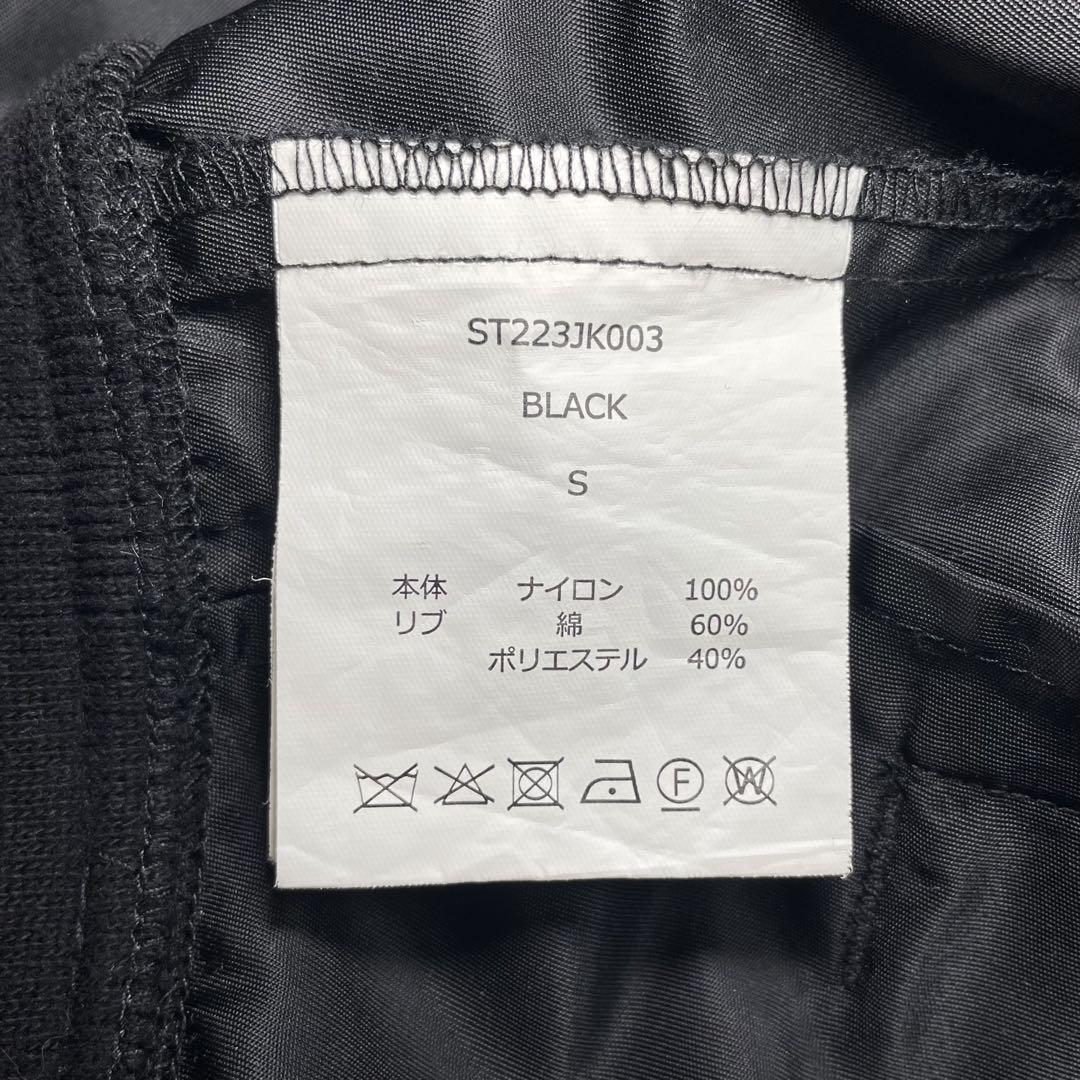 ST223JK003
BLACK
S
本体 ナイロン 100%
リブ 綿 60%
ポリエステル 40%
F W